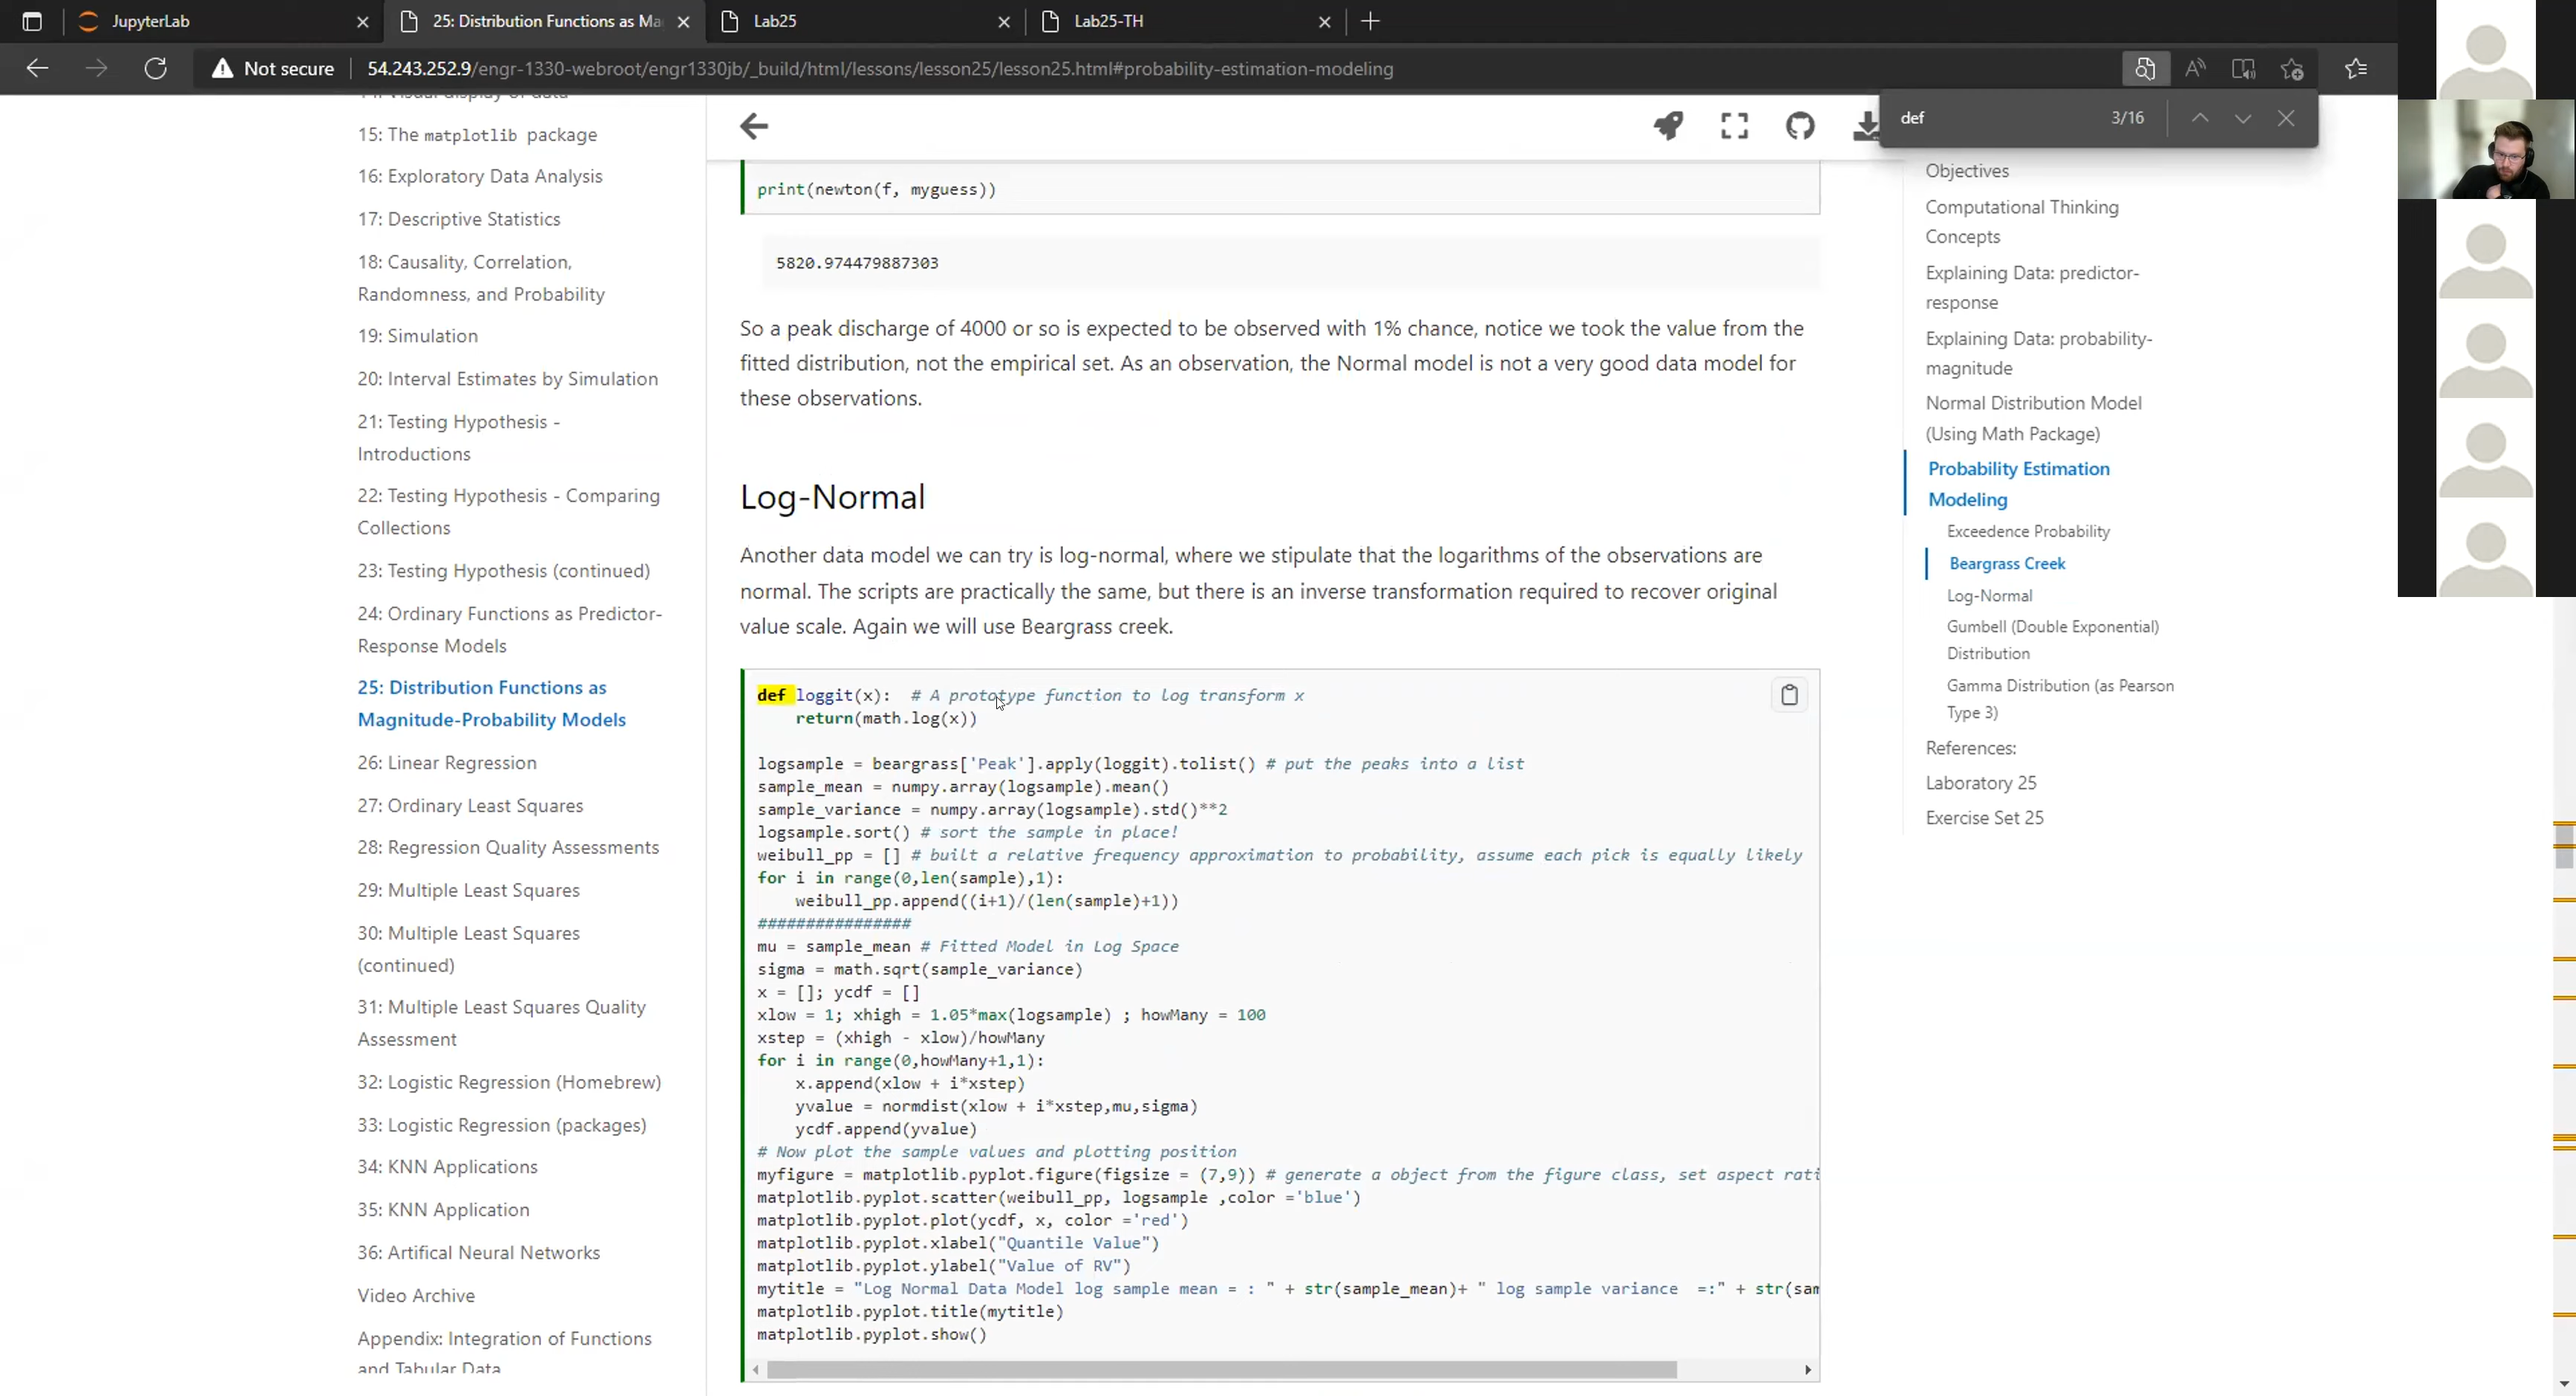 JupyterLab
25: Distribution Functions as Ma
Lab25
Lab25-TH
Not secure
54.243.252.9/engr-1330-webroot/engr1330jb/_build/html/lessons/lesson25/lesson25.html#probability-estimation-modeling
def
3/16
15: The matplotlib package
16: Exploratory Data Analysis
17: Descriptive Statistics
18: Causality, Correlation,
Randomness, and Probability
19: Simulation
20: Interval Estimates by Simulation
21: Testing Hypothesis -
Introductions
22: Testing Hypothesis - Comparing
Collections
23: Testing Hypothesis (continued)
24: Ordinary Functions as Predictor-
Response Models
25: Distribution Functions as
Magnitude-Probability Models
26: Linear Regression
27: Ordinary Least Squares
28: Regression Quality Assessments
29: Multiple Least Squares
30: Multiple Least Squares
(continued)
31: Multiple Least Squares Quality
Assessment
32: Logistic Regression (Homebrew)
33: Logistic Regression (packages)
34: KNN Applications
35: KNN Application
36: Artifical Neural Networks
Video Archive
Appendix: Integration of Functions
and Tabular Data
print(newton(f, myguess))
5820.974479887303
So a peak discharge of 4000 or so is expected to be observed with 1% chance, notice we took the value from the
fitted distribution, not the empirical set. As an observation, the Normal model is not a very good data model for
these observations.
Log-Normal
Another data model we can try is log-normal, where we stipulate that the logarithms of the observations are
normal. The scripts are practically the same, but there is an inverse transformation required to recover original
value scale. Again we will use Beargrass creek.
def loggit(x):  # A prototype function to log transform x
    return(math.log(x))
logsample = beargrass['Peak'].apply(loggit).tolist() # put the peaks into a list
sample_mean = numpy.array(logsample).mean()
sample_variance = numpy.array(logsample).std()**2
logsample.sort() # sort the sample in place!
weibull_pp = [] # built a relative frequency approximation to probability, assume each pick is equally likely
for i in range(0,len(sample),1):
    weibull_pp.append((i+1)/(len(sample)+1))
################
mu = sample_mean # Fitted Model in Log Space
sigma = math.sqrt(sample_variance)
x = []; ycdf = []
xlow = 1; xhigh = 1.05*max(logsample) ; howMany = 100
xstep = (xhigh - xlow)/howMany
for i in range(0,howMany+1,1):
    x.append(xlow + i*xstep)
    yvalue = normdist(xlow + i*xstep,mu,sigma)
    ycdf.append(yvalue)
# Now plot the sample values and plotting position
myfigure = matplotlib.pyplot.figure(figsize = (7,9)) # generate a object from the figure class, set aspect rati
matplotlib.pyplot.scatter(weibull_pp, logsample ,color ='blue')
matplotlib.pyplot.plot(ycdf, x, color ='red')
matplotlib.pyplot.xlabel("Quantile Value")
matplotlib.pyplot.ylabel("Value of RV")
mytitle = "Log Normal Data Model log sample mean = : " + str(sample_mean)+ " log sample variance  =:" + str(sam
matplotlib.pyplot.title(mytitle)
matplotlib.pyplot.show()
Objectives
Computational Thinking
Concepts
Explaining Data: predictor-
response
Explaining Data: probability-
magnitude
Normal Distribution Model
(Using Math Package)
Probability Estimation
Modeling
Exceedence Probability
Beargrass Creek
Log-Normal
Gumbell (Double Exponential)
Distribution
Gamma Distribution (as Pearson
Type 3)
References:
Laboratory 25
Exercise Set 25